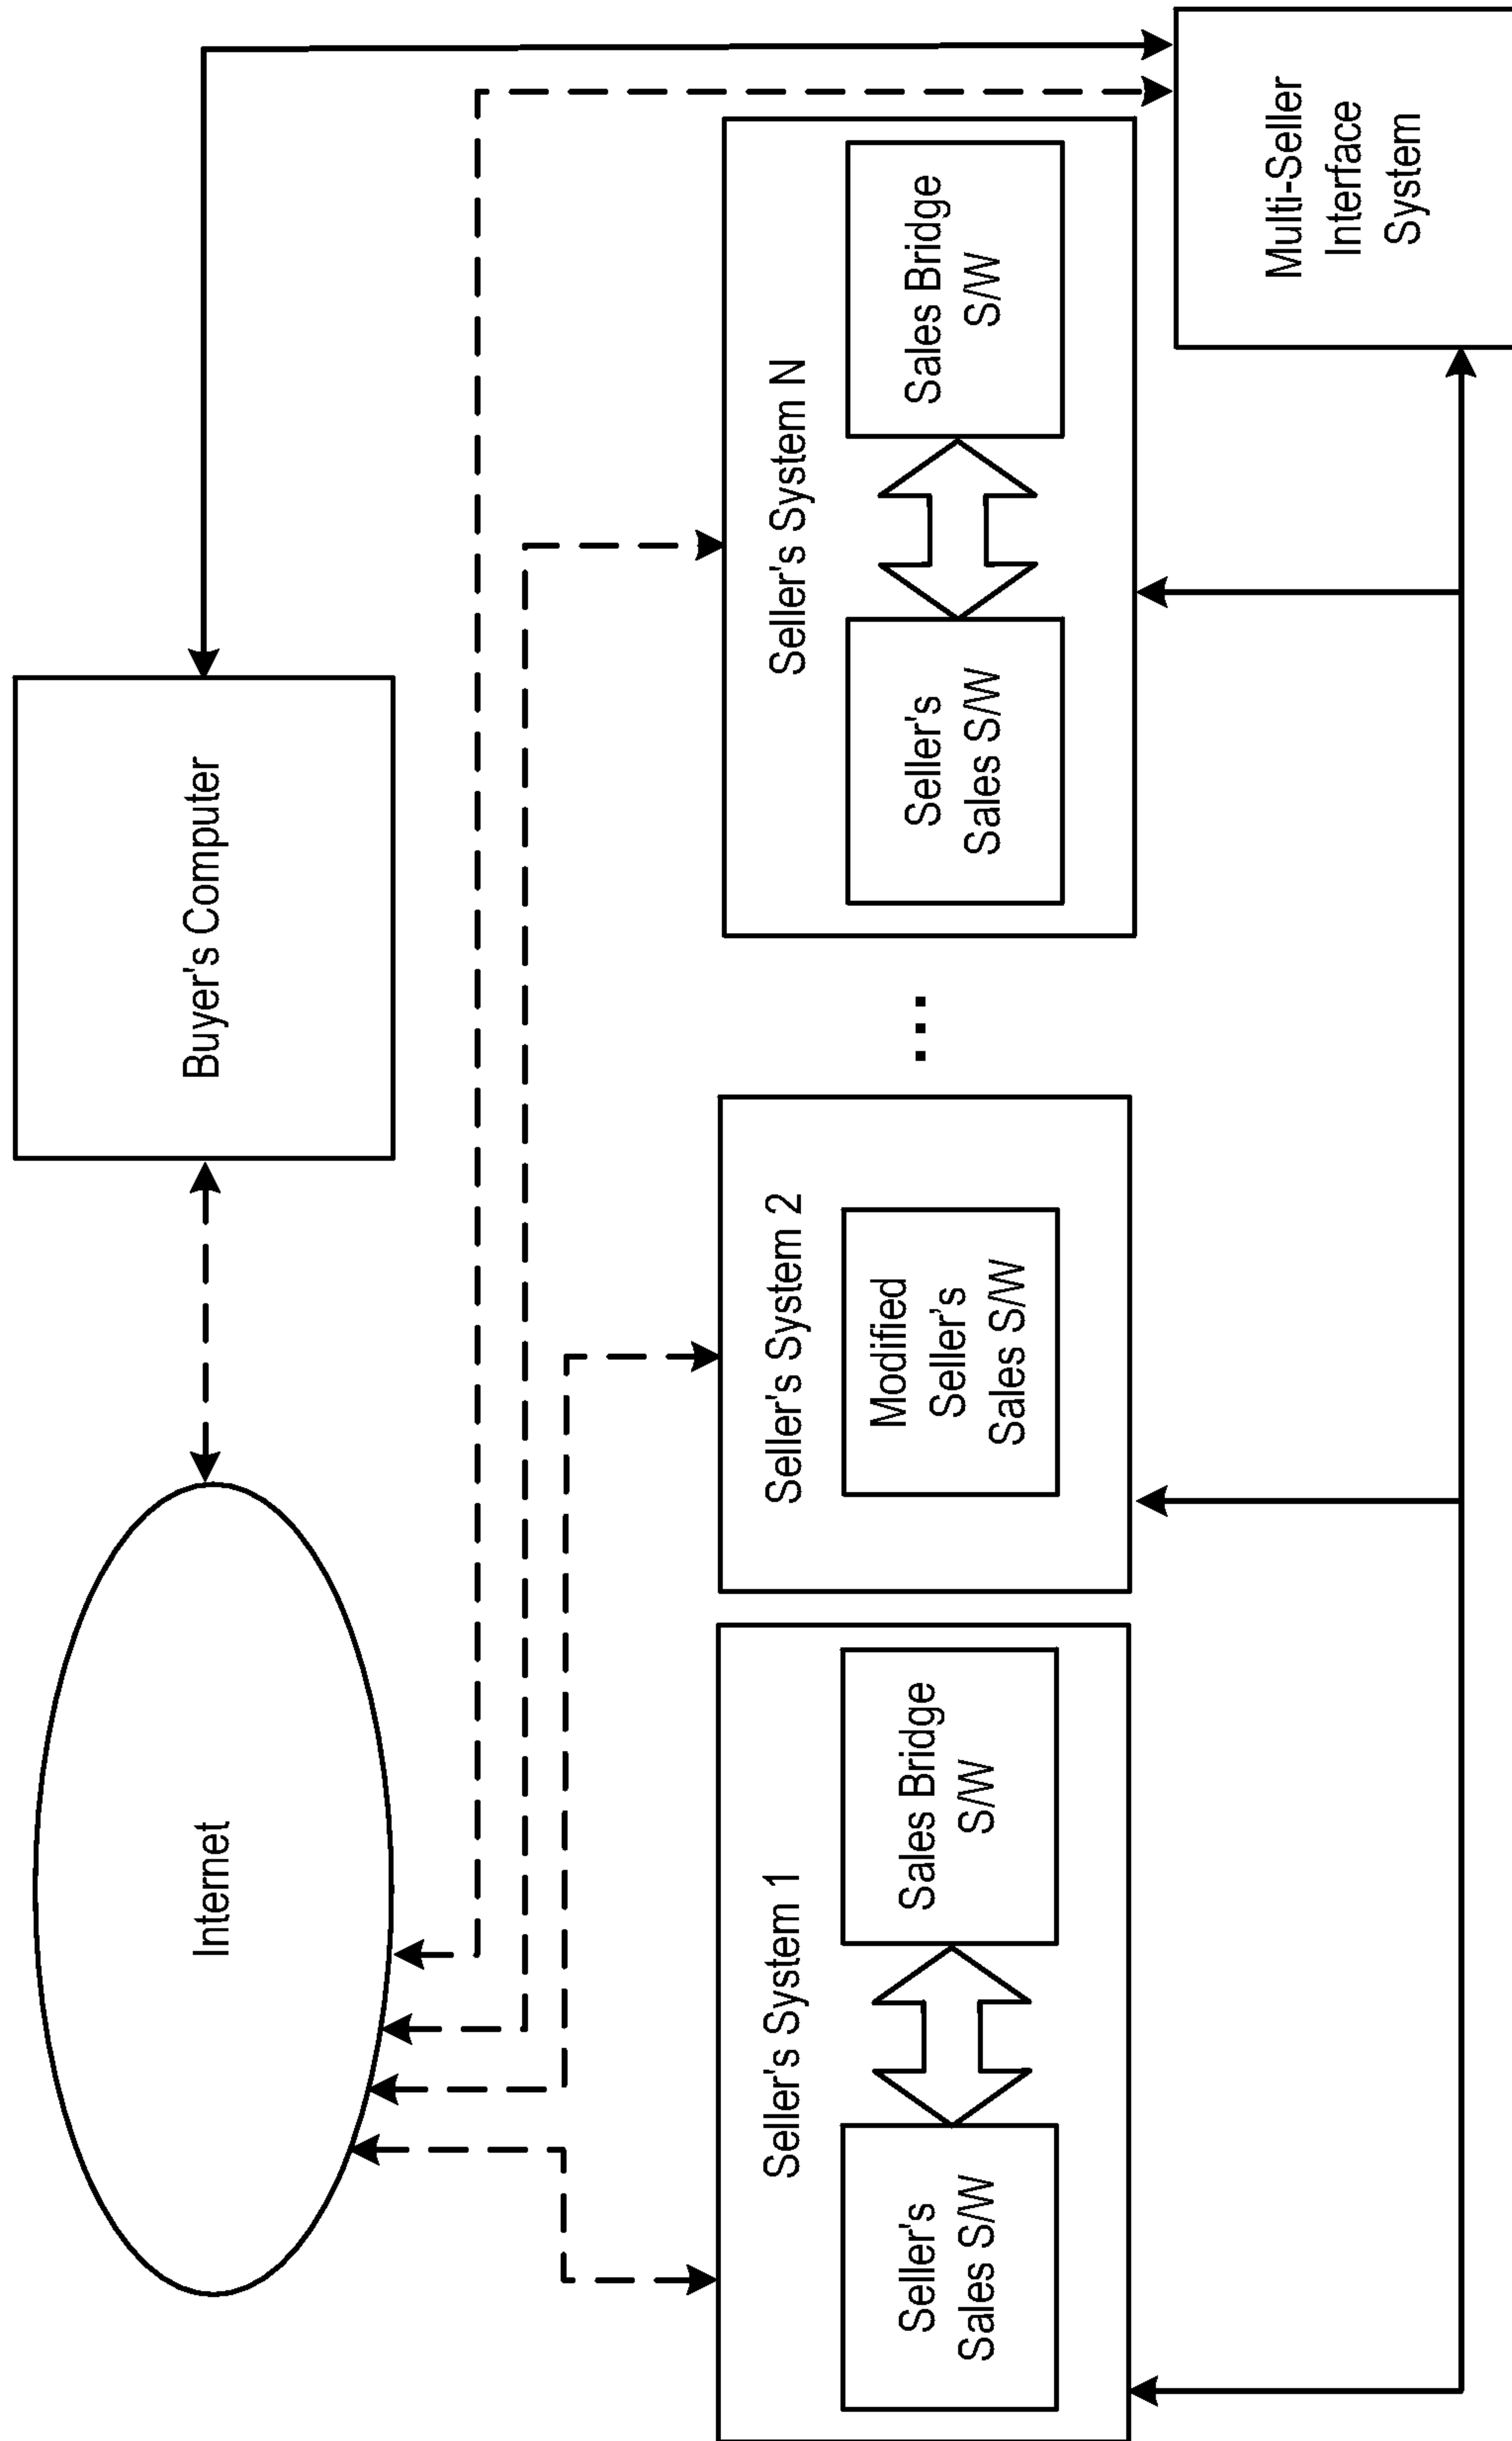 Internet
Buyer's Computer
Seller's System 1
Seller's
Sales S/W
Sales Bridge
S/W
Seller's System 2
Modified
Seller's
Sales S/W
...
Seller's System N
Seller's
Sales S/W
Sales Bridge
S/W
Multi-Seller
Interface
System